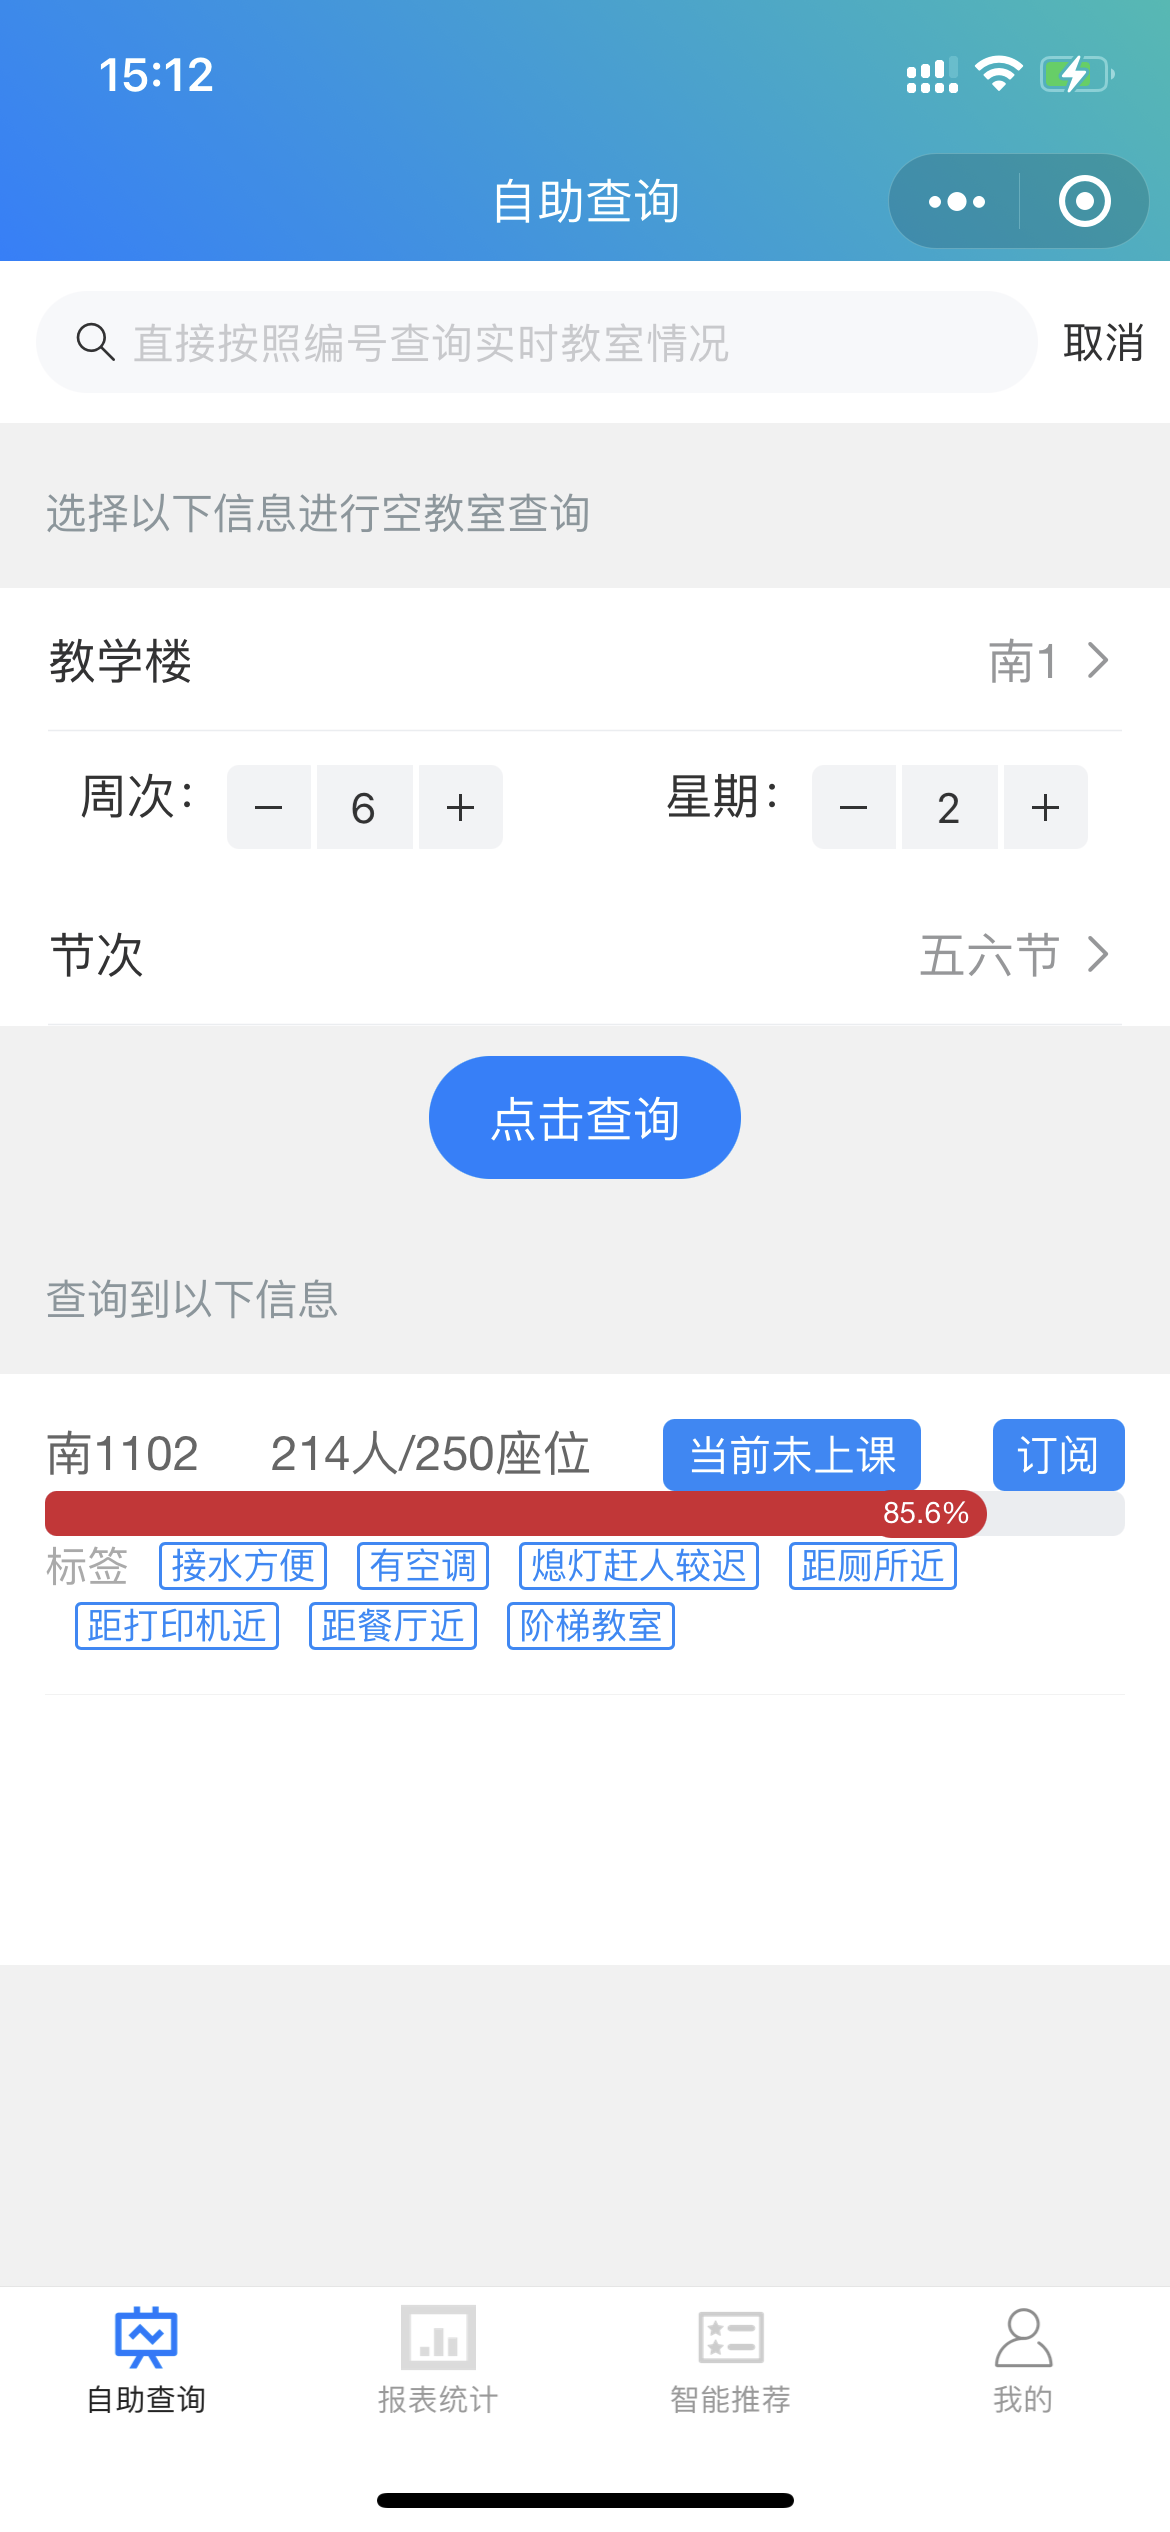 15:12
自助查询
直接按照编号查询实时教室情况 取消
选择以下信息进行空教室查询
教学楼 南1
周次： 6 星期： 2
节次 五六节
点击查询
查询到以下信息
南1102 214人/250座位 当前未上课 订阅
85.6%
标签 接水方便 有空调 熄灯赶人较迟 距厕所近
距打印机近 距餐厅近 阶梯教室
自助查询 报表统计 智能推荐 我的